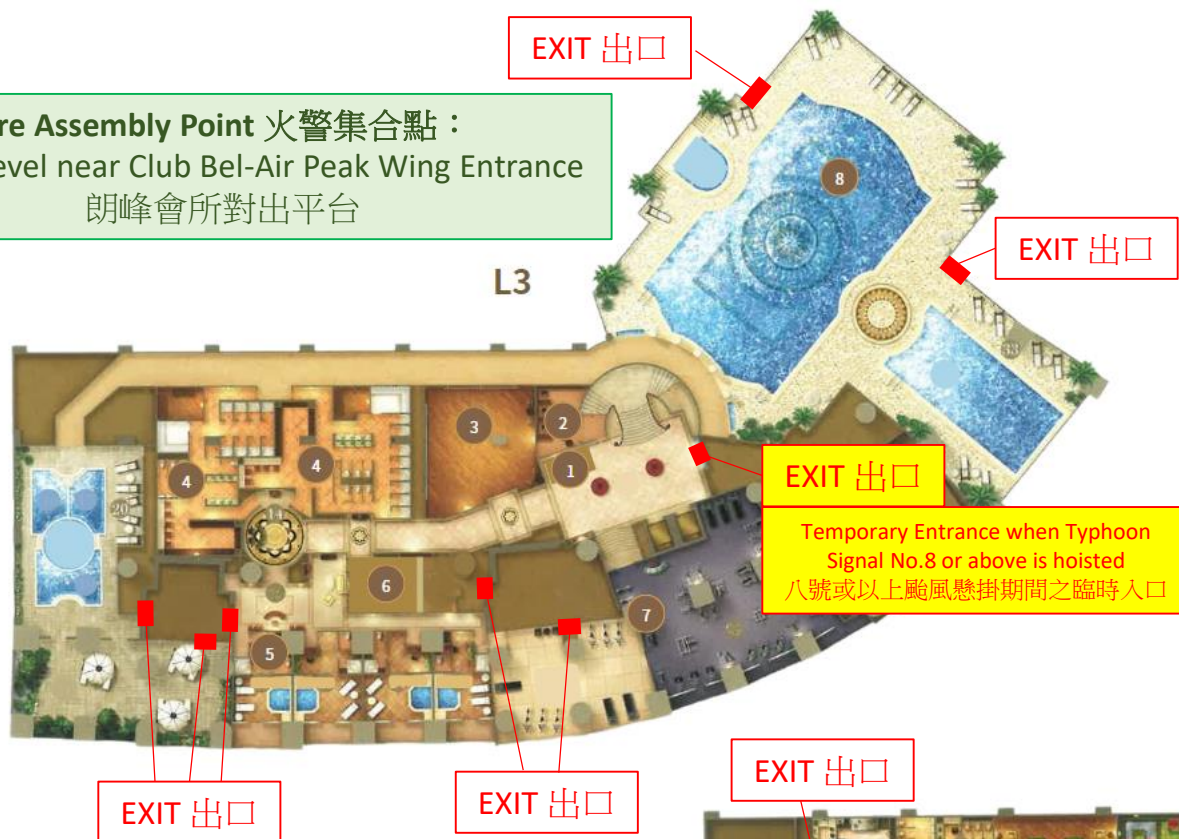 EXIT 出口
re Assembly Point 火警集合點：
evel near Club Bel-Air Peak Wing Entrance
朗峰會所對出平台
8
EXIT 出口
L3
33
3
2
1
4
4
20
14
EXIT 出口
Temporary Entrance when Typhoon
Signal No.8 or above is hoisted
八號或以上颱風懸掛期間之臨時入口
6
7
5
EXIT 出口
EXIT 出口
EXIT 出口